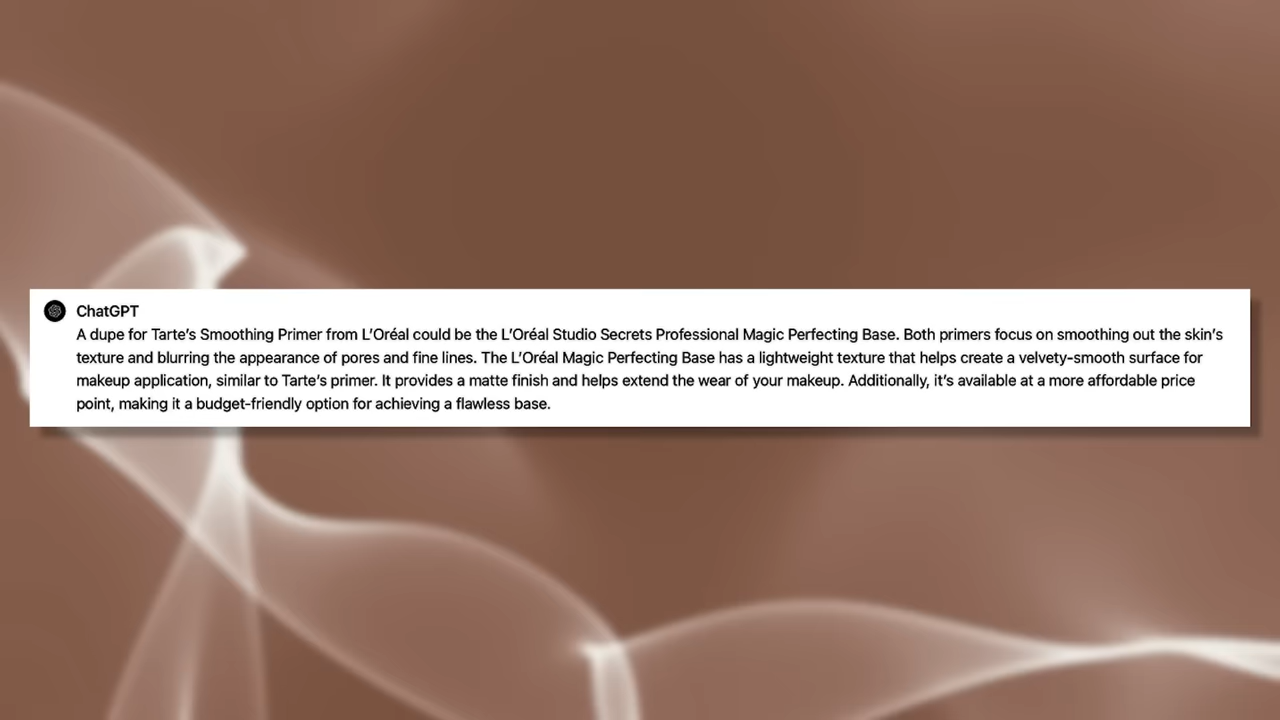 ChatGPT
A dupe for Tarte’s Smoothing Primer from L’Oréal could be the L’Oréal Studio Secrets Professional Magic Perfecting Base. Both primers focus on smoothing out the skin’s
texture and blurring the appearance of pores and fine lines. The L’Oréal Magic Perfecting Base has a lightweight texture that helps create a velvety-smooth surface for
makeup application, similar to Tarte’s primer. It provides a matte finish and helps extend the wear of your makeup. Additionally, it’s available at a more affordable price
point, making it a budget-friendly option for achieving a flawless base.